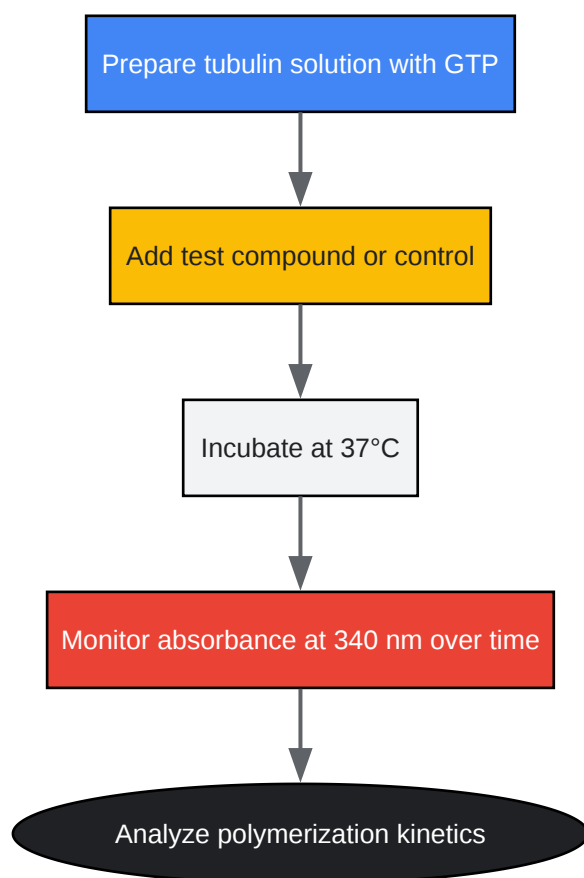 Prepare tubulin solution with GTP
Add test compound or control
Incubate at 37°C
Monitor absorbance at 340 nm over time
Analyze polymerization kinetics